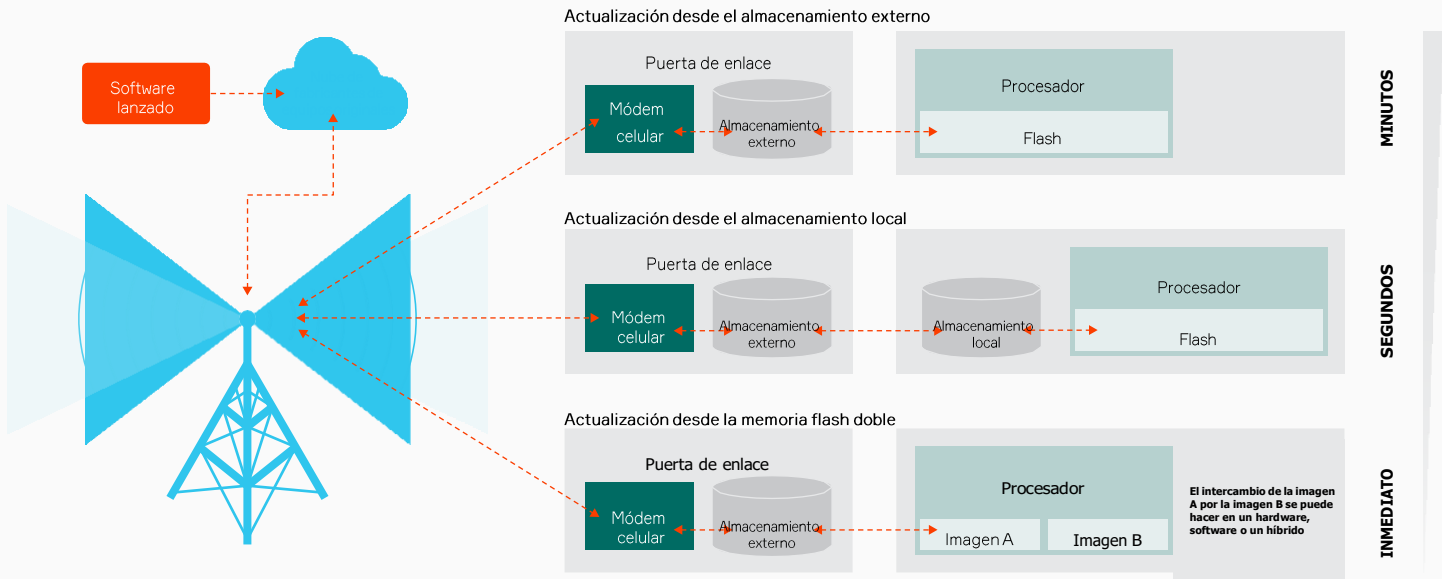 Actualización desde el almacenamiento externo
Software
lanzado
Puerta de enlace
Módem
celular
Almacenamiento
externo
Procesador
Flash
MINUTOS
Actualización desde el almacenamiento local
Puerta de enlace
Módem
celular
Almacenamiento
externo
Almacenamiento
local
Procesador
Flash
SEGUNDOS
Actualización desde la memoria flash doble
Puerta de enlace
Módem
celular
Almacenamiento
externo
Procesador
Imagen A
Imagen B
El intercambio de la imagen
A por la imagen B se puede
hacer en un hardware,
software o un híbrido
INMEDIATO